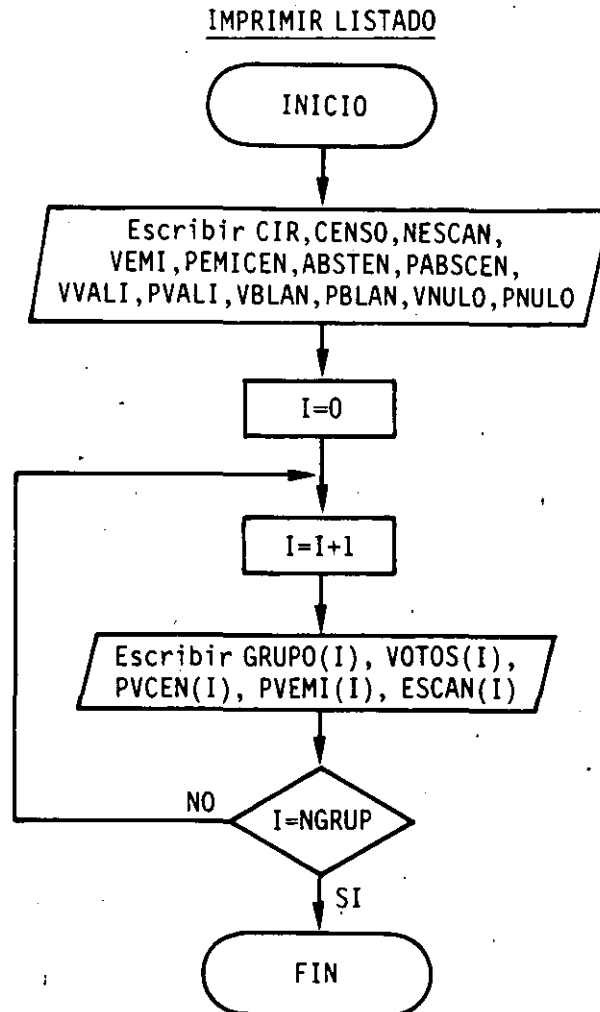 IMPRIMIR LISTADO
INICIO
Escribir CIR,CENSO,NESCAN,
VEMI,PEMICEN,ABSTEN,PABSCEN,
VVALI,PVALI,VBLAN,PBLAN,VNULO,PNULO
I=0
I=I+1
Escribir GRUPO(I), VOTOS(I),
PVCEN(I), PVEMI(I), ESCAN(I)
NO
I=NGRUP
SI
FIN